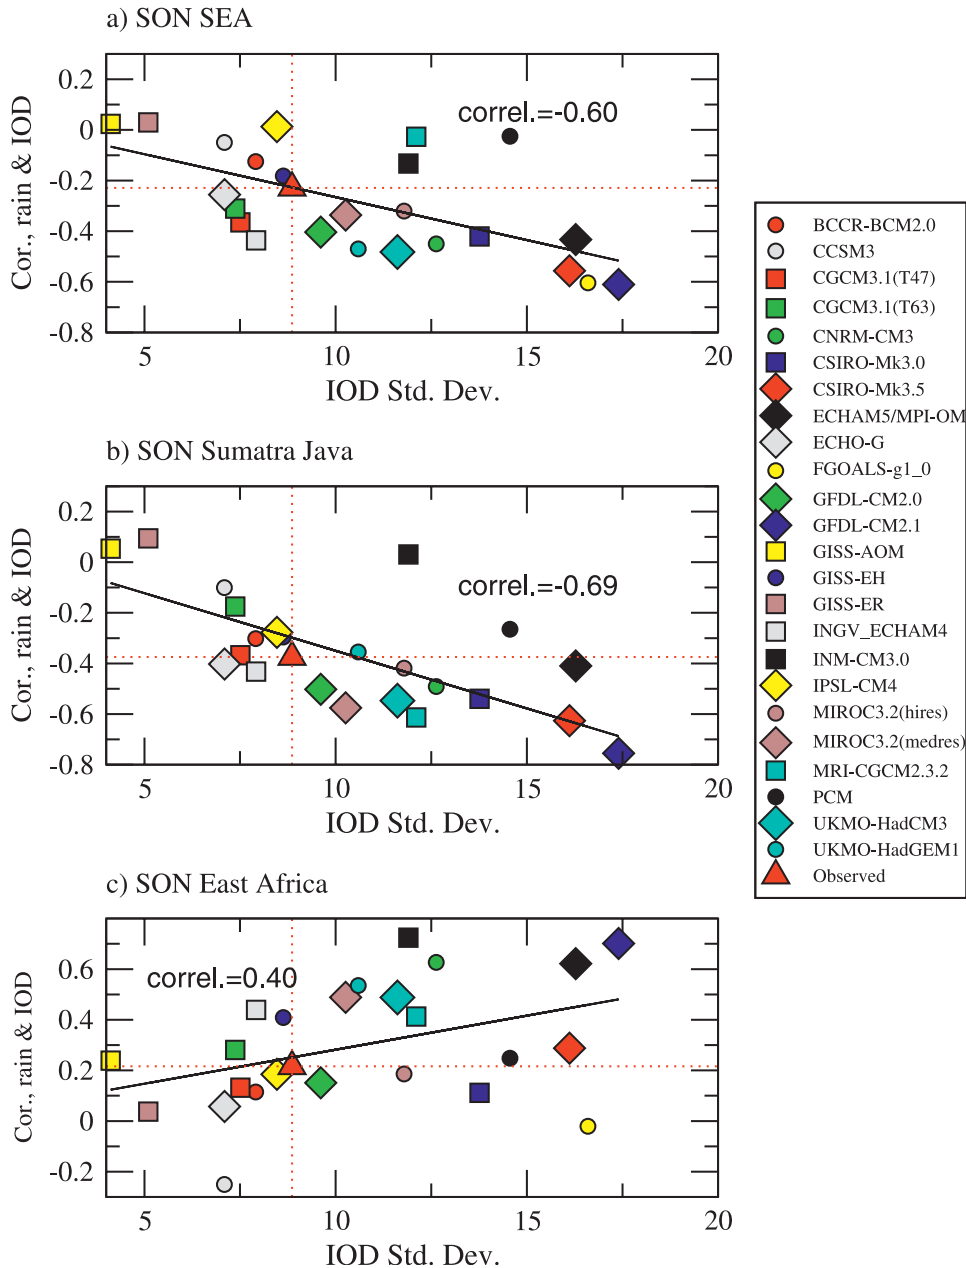 a) SON SEA
correl.=-0.60
Cor., rain & IOD
0.2
0
-0.2
-0.4
-0.6
-0.8
5
10
15
20
IOD Std. Dev.
b) SON Sumatra Java
correl.=-0.69
Cor., rain & IOD
0.2
0
-0.2
-0.4
-0.6
-0.8
5
10
15
20
IOD Std. Dev.
c) SON East Africa
correl.=0.40
Cor., rain & IOD
0.6
0.4
0.2
0
-0.2
5
10
15
20
IOD Std. Dev.
BCCR-BCM2.0
CCSM3
CGCM3.1(T47)
CGCM3.1(T63)
CNRM-CM3
CSIRO-Mk3.0
CSIRO-Mk3.5
ECHAM5/MPI-OM
ECHO-G
FGOALS-g1_0
GFDL-CM2.0
GFDL-CM2.1
GISS-AOM
GISS-EH
GISS-ER
INGV_ECHAM4
INM-CM3.0
IPSL-CM4
MIROC3.2(hires)
MIROC3.2(medres)
MRI-CGCM2.3.2
PCM
UKMO-HadCM3
UKMO-HadGEM1
Observed